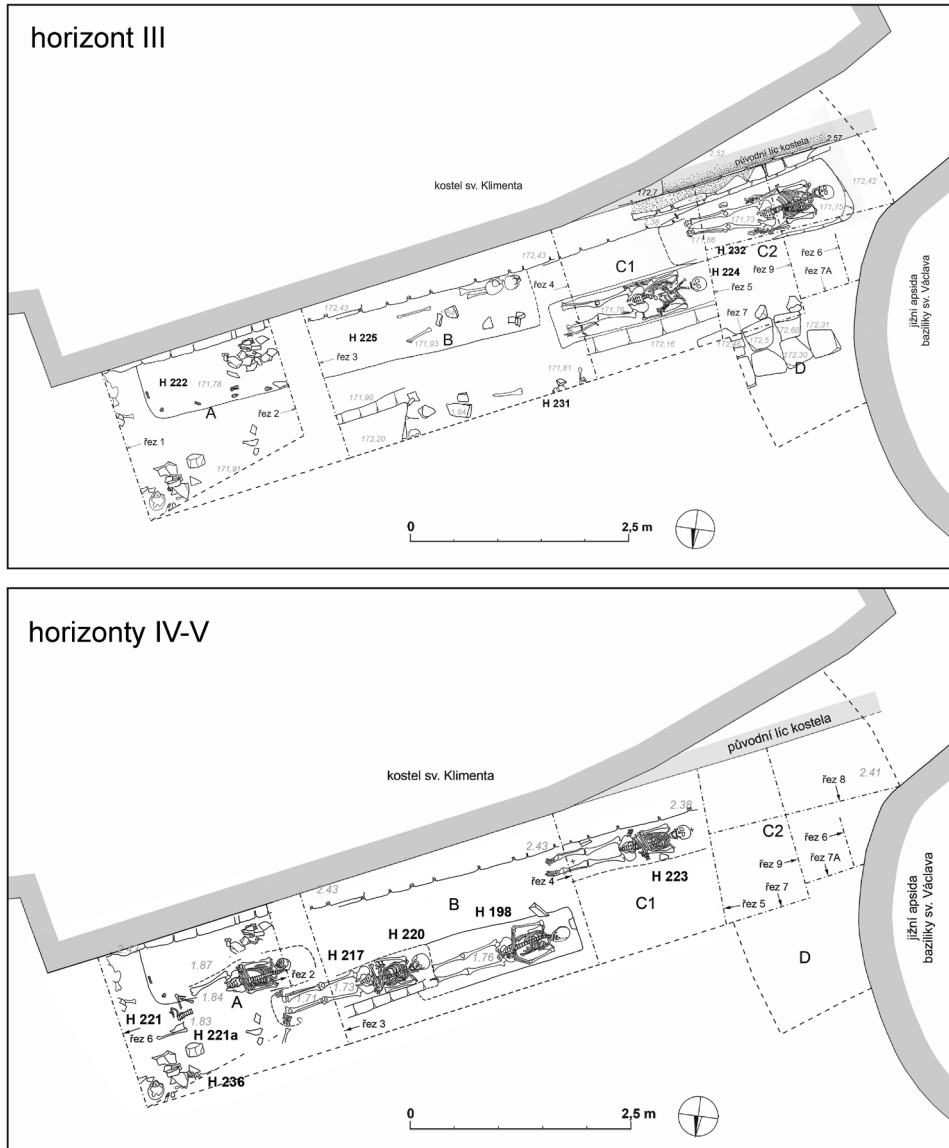 horizont III
kostel sv. Klimenta
2.52
2.57
původní líc kostela
172,7
172,42
171,75
171,73
171,86
172,43
172,43
C1
H 232
C2
H 224
řez 4
řez 5
řez 9
řez 6
řez 7A
řez 7
171,76
172,16
H 225
171,93
B
řez 3
H 222
171,78
A
řez 2
171,81
H 231
172,31
172,60
172,5
172,30
D
171,90
172,20
řez 1
171,91
0
2,5 m
jižní apsida
baziliky sv. Václava
horizonty IV-V
kostel sv. Klimenta
původní líc kostela
2.41
řez 8
2.38
C2
řez 6
řez 7A
řez 9
řez 7
řez 5
2.43
řez 4
H 223
C1
2.43
B
H 198
H 220
H 217
1.76
1.73
1.71
D
1.87
řez 2
1.84
A
H 221
1.83
řez 6
H 221a
řez 3
H 236
0
2,5 m
jižní apsida
baziliky sv. Václava